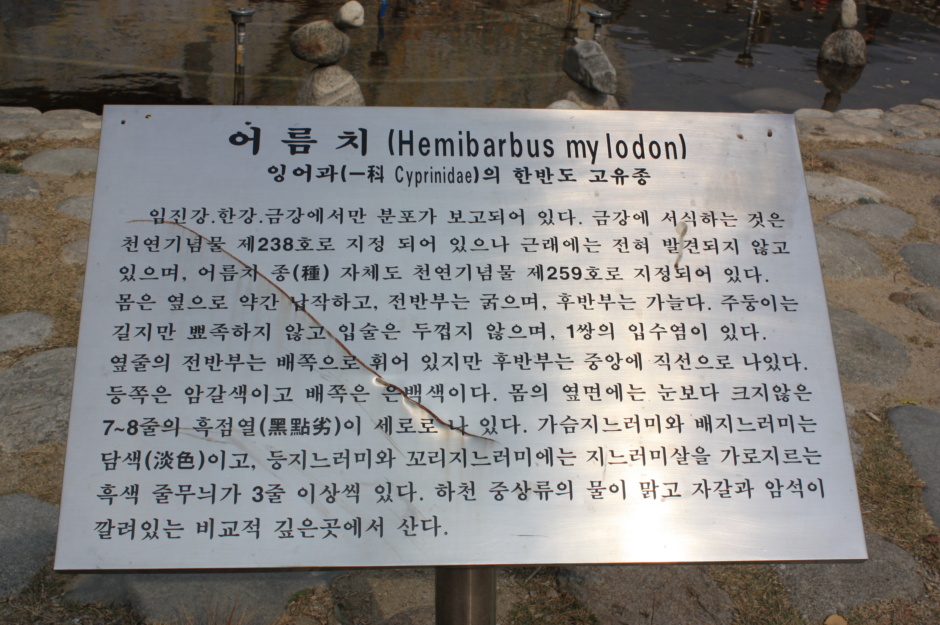 어름치 (Hemibarbus mylodon)
잉어과(一科 Cyprinidae)의 한반도 고유종
임진강.한강.금강에서만 분포가 보고되어 있다. 금강에 서식하는 것은
천연기념물 제238호로 지정 되어 있으나 근래에는 전혀 발견되지 않고
있으며, 어름치 종(種) 자체도 천연기념물 제259호로 지정되어 있다.
몸은 옆으로 약간 납작하고, 전반부는 굵으며, 후반부는 가늘다. 주둥이는
길지만 뾰족하지 않고 입술은 두껍지 않으며, 1쌍의 입수염이 있다.
옆줄의 전반부는 배쪽으로 휘어 있지만 후반부는 중앙에 직선으로 나있다.
등쪽은 암갈색이고 배쪽은 은백색이다. 몸의 옆면에는 눈보다 크지않은
7~8줄의 흑점열(黑點劣)이 세로로 나 있다. 가슴지느러미와 배지느러미는
담색(淡色)이고, 등지느러미와 꼬리지느러미에는 지느러미살을 가로지르는
흑색 줄무늬가 3줄 이상씩 있다. 하천 중상류의 물이 맑고 자갈과 암석이
깔려있는 비교적 깊은곳에서 산다.